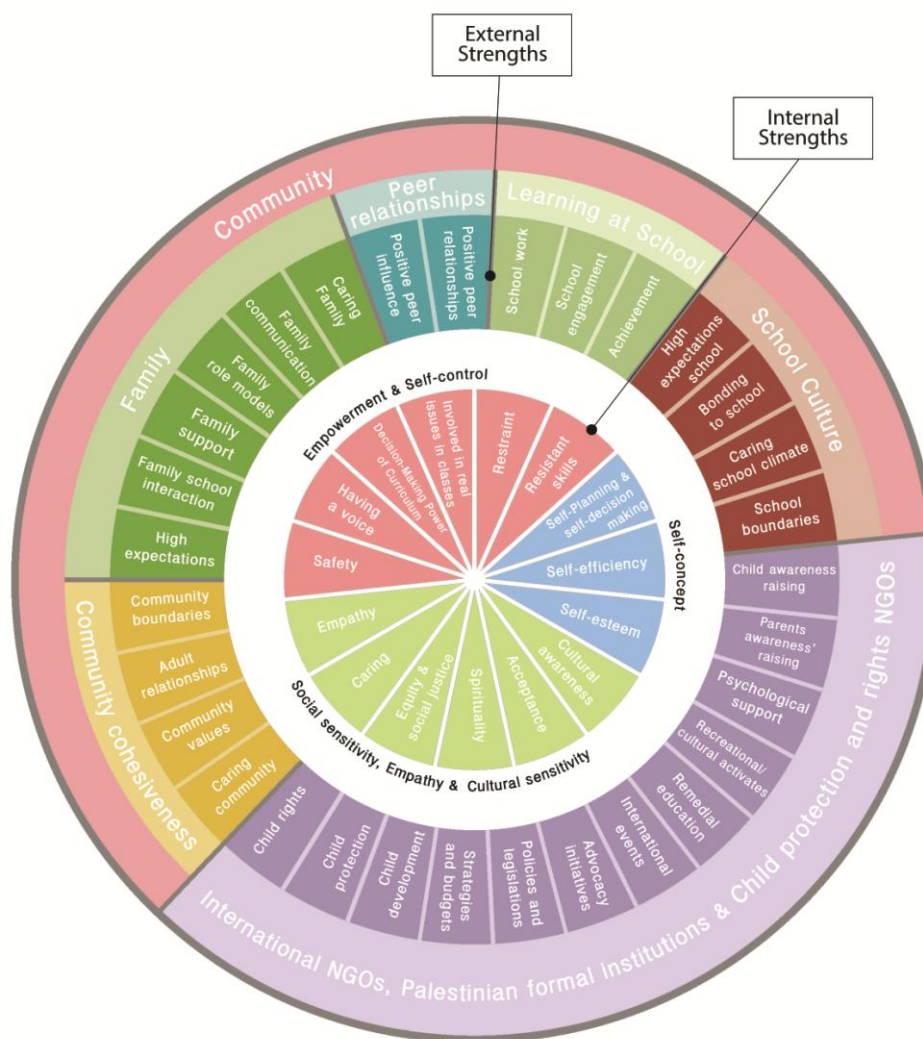 External
Strengths
Internal
Strengths
Community
Peer
relationships
Positive peer
influence
Positive peer
relationships
Learning at School
School work
School
engagement
Achievement
School Culture
High
expectations
school
Bonding
to school
Caring
school climate
School
boundaries
Family
Caring
Family
Family
communication
Family
role models
Family
support
Family school
interaction
High
expectations
Community cohesiveness
Community
boundaries
Adult
relationships
Community
values
Caring
community
International NGOs, Palestinian formal institutions & Child protection and rights NGOs
Child rights
Child
protection
Child
development
Strategies
and budgets
Policies and
legislations
Advocacy
initiatives
International
events
Remedial
education
Recreational/
cultural activates
Psychological
support
Parents
awareness'
raising
Child awareness
raising
Empowerment & Self-control
Safety
Having
a voice
Decision-Making Power
of Curriculum
Involved in real
issues in classes
Restraint
Resistant
skills
Self-concept
Self-Planning &
self-decision
making
Self-efficiency
Self-esteem
Social sensitivity, Empathy & Cultural sensitivity
Empathy
Caring
Equity &
social justice
Spirituality
Acceptance
Cultural
awareness